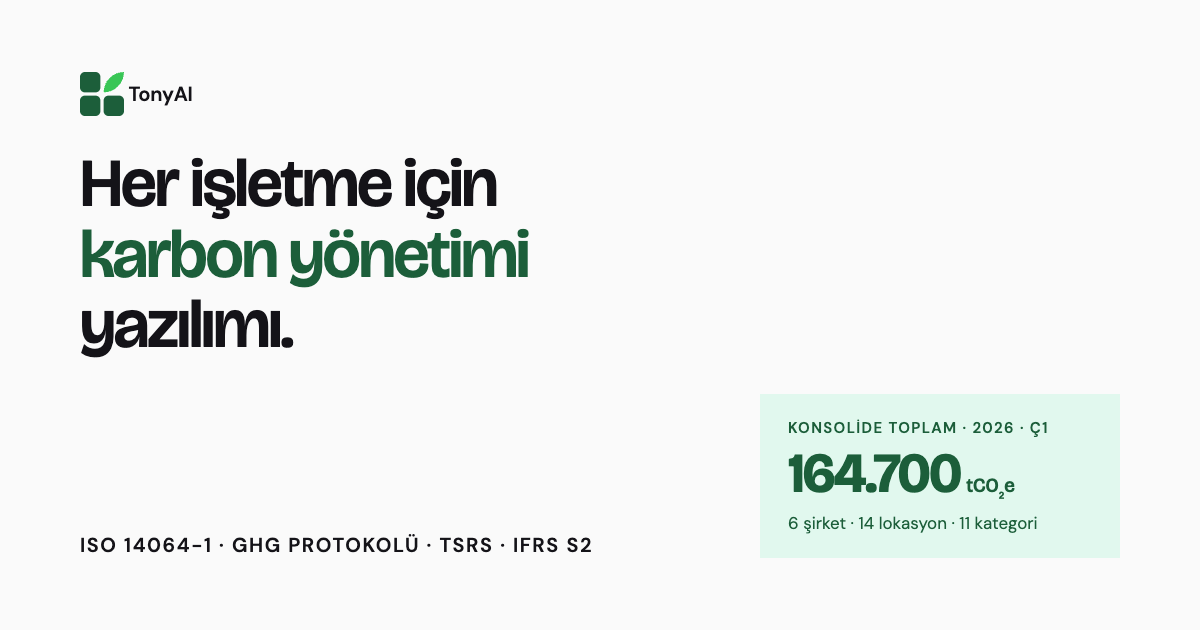 TonyAI
Her işletme için
karbon yönetimi
yazılımı.
KONSOLİDE TOPLAM · 2026 · Ç1
164.700 tCO₂e
6 şirket · 14 lokasyon · 11 kategori
ISO 14064-1 · GHG PROTOKOLÜ · TSRS · IFRS S2